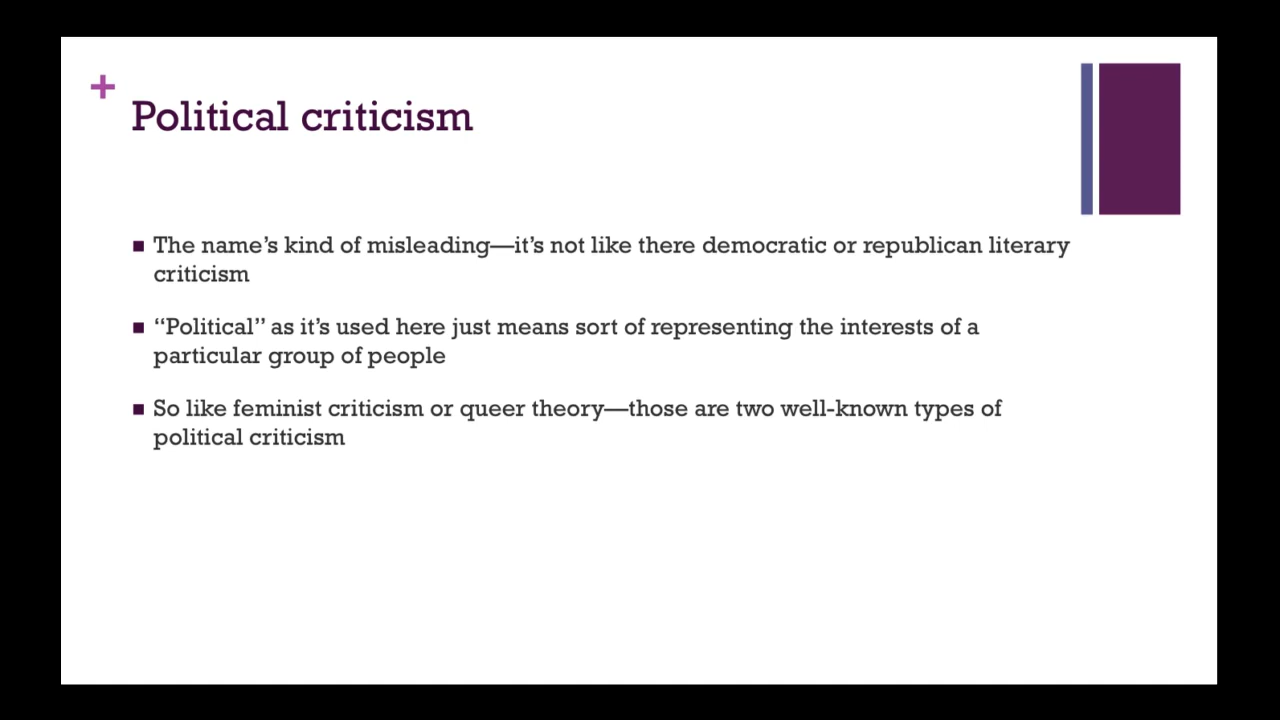 +
Political criticism
■ The name’s kind of misleading—it’s not like there democratic or republican literary
criticism
■ “Political” as it’s used here just means sort of representing the interests of a
particular group of people
■ So like feminist criticism or queer theory—those are two well-known types of
political criticism